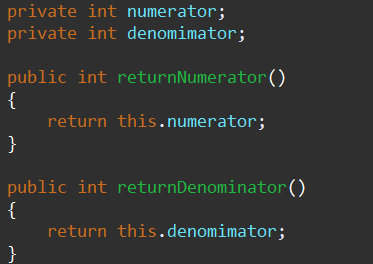 private int numerator;
private int denomimator;
public int returnNumerator()
{
    return this.numerator;
}
public int returnDenominator()
{
    return this.denomimator;
}